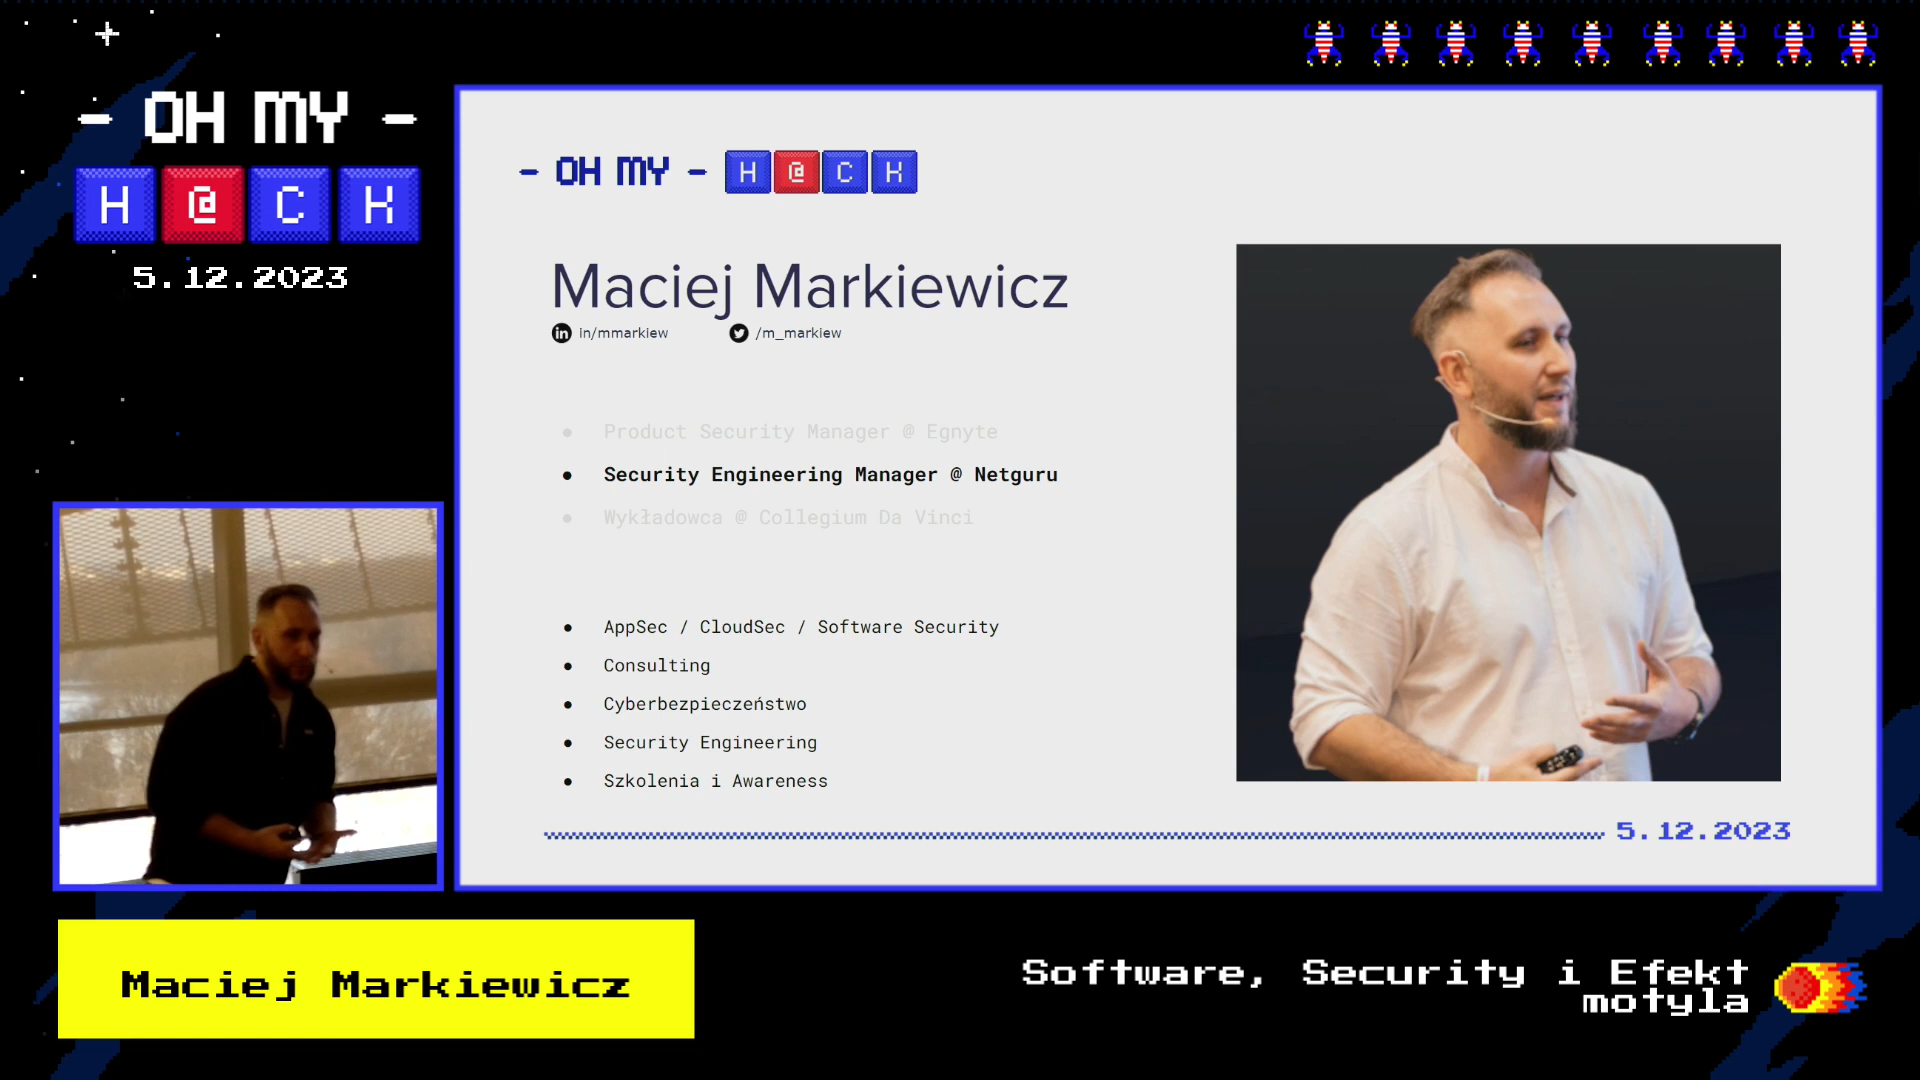 - OH MY -
H@CK
5.12.2023
- OH MY - H@CK
Maciej Markiewicz
in/mmarkiew
/m_markiew
Product Security Manager @ Egnyte
Security Engineering Manager @ Netguru
Wykładowca @ Collegium Da Vinci
AppSec / CloudSec / Software Security
Consulting
Cyberbezpieczeństwo
Security Engineering
Szkolenia i Awareness
5.12.2023
Maciej Markiewicz
Software, Security i Efekt
motyla